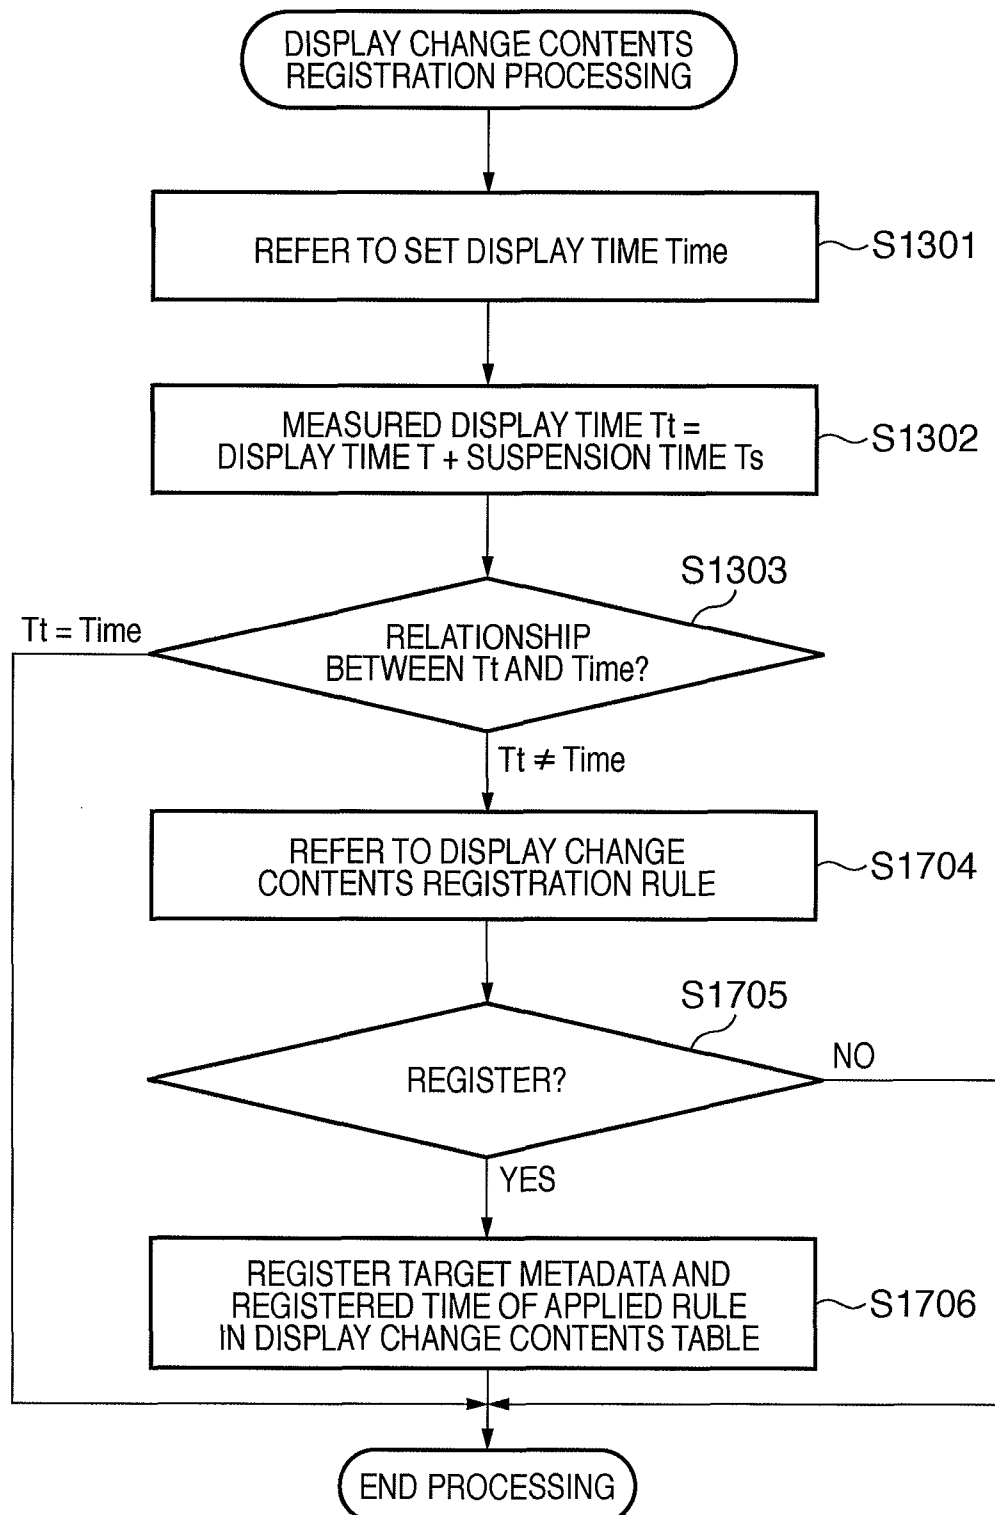 DISPLAY CHANGE CONTENTS
REGISTRATION PROCESSING
REFER TO SET DISPLAY TIME Time
S1301
MEASURED DISPLAY TIME Tt =
DISPLAY TIME T + SUSPENSION TIME Ts
S1302
S1303
Tt = Time
RELATIONSHIP
BETWEEN Tt AND Time?
Tt ≠ Time
REFER TO DISPLAY CHANGE
CONTENTS REGISTRATION RULE
S1704
S1705
REGISTER?
NO
YES
REGISTER TARGET METADATA AND
REGISTERED TIME OF APPLIED RULE
IN DISPLAY CHANGE CONTENTS TABLE
S1706
END PROCESSING